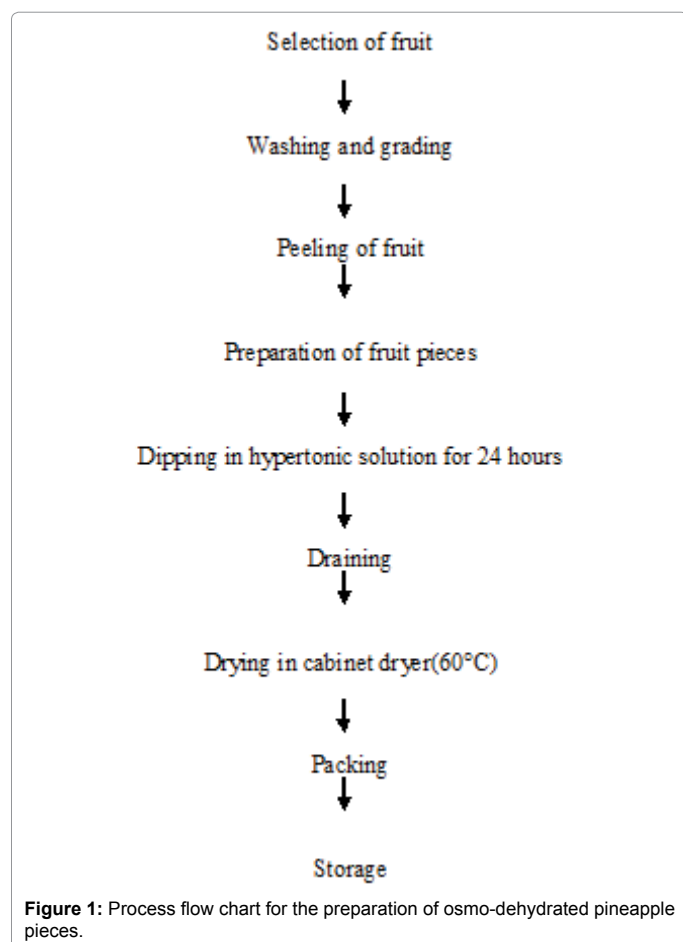 Selection of fruit
Washing and grading
Peeling of fruit
Preparation of fruit pieces
Dipping in hypertonic solution for 24 hours
Draining
Drying in cabinet dryer(60°C)
Packing
Storage
Figure 1: Process flow chart for the preparation of osmo-dehydrated pineapple
pieces.